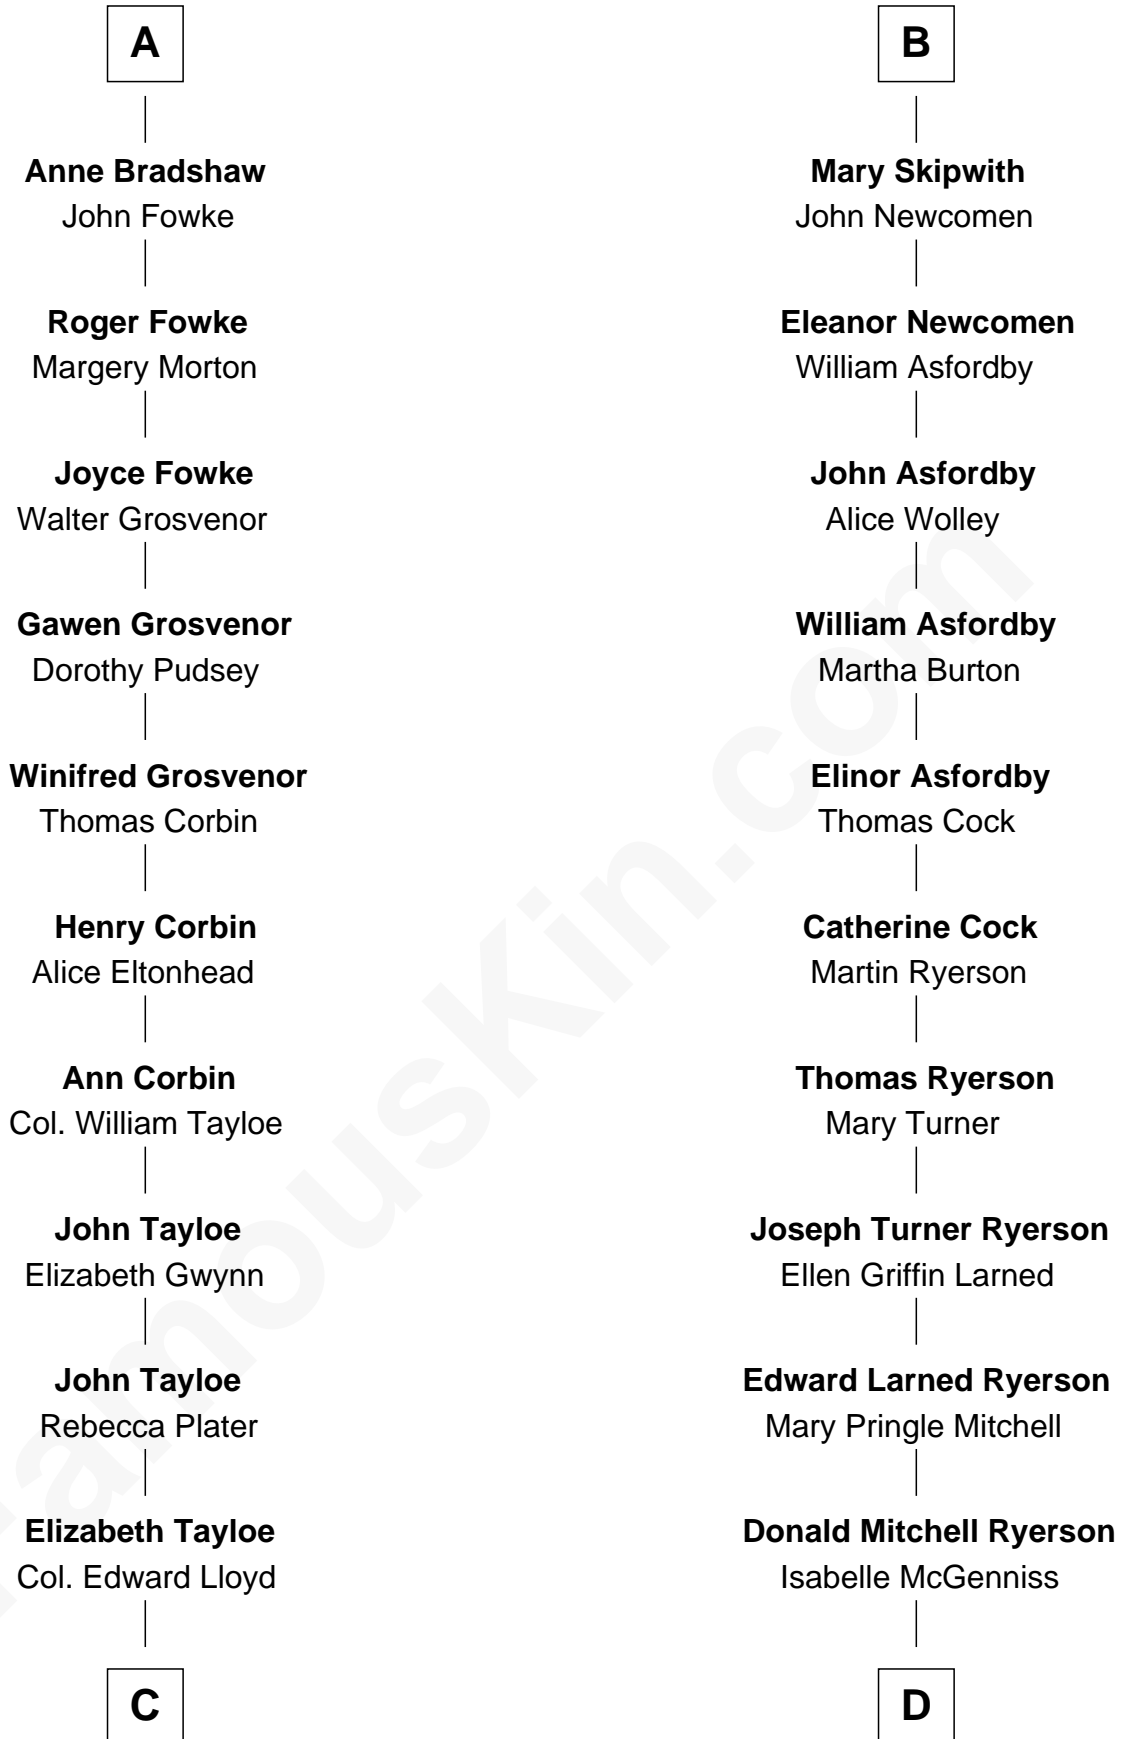 A
Anne Bradshaw
John Fowke
Roger Fowke
Margery Morton
Joyce Fowke
Walter Grosvenor
Gawen Grosvenor
Dorothy Pudsey
Winifred Grosvenor
Thomas Corbin
Henry Corbin
Alice Eltonhead
Ann Corbin
Col. William Tayloe
John Tayloe
Elizabeth Gwynn
John Tayloe
Rebecca Plater
Elizabeth Tayloe
Col. Edward Lloyd
C
B
Mary Skipwith
John Newcomen
Eleanor Newcomen
William Asfordby
John Asfordby
Alice Wolley
William Asfordby
Martha Burton
Elinor Asfordby
Thomas Cock
Catherine Cock
Martin Ryerson
Thomas Ryerson
Mary Turner
Joseph Turner Ryerson
Ellen Griffin Larned
Edward Larned Ryerson
Mary Pringle Mitchell
Donald Mitchell Ryerson
Isabelle McGenniss
D
FamousKin.com